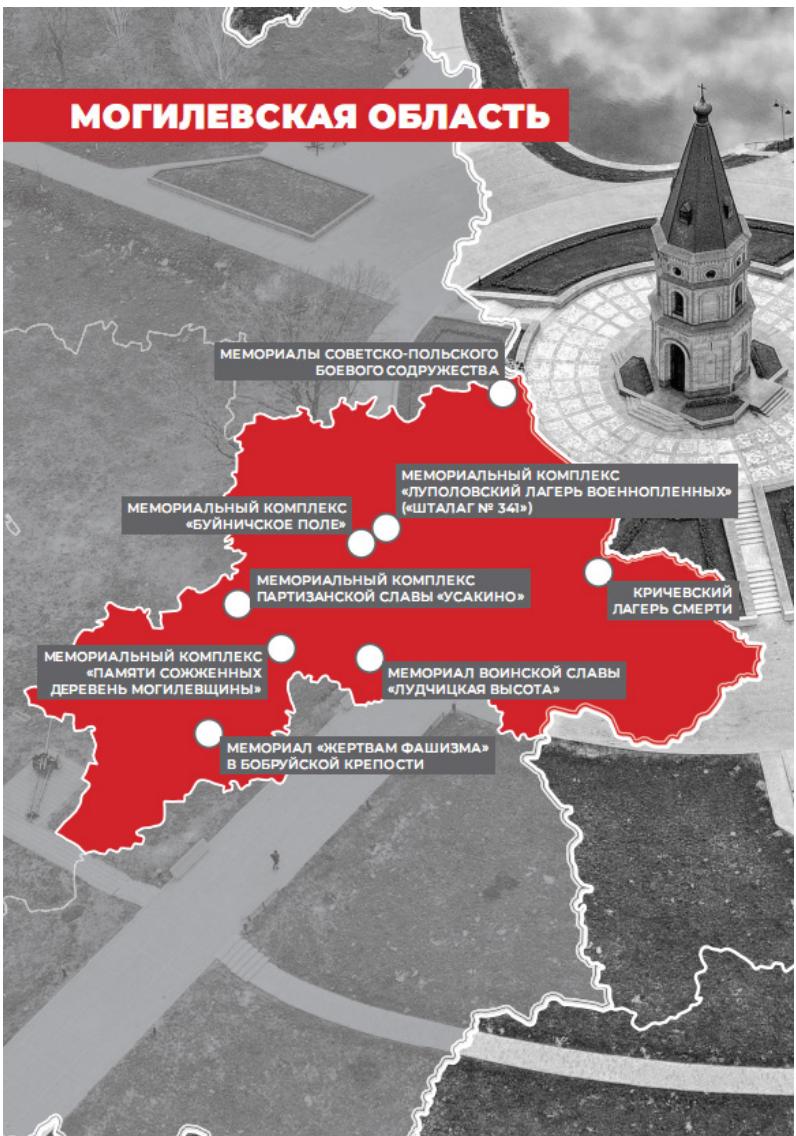 МОГИЛЕВСКАЯ ОБЛАСТЬ
МЕМОРИАЛЫ СОВЕТСКО-ПОЛЬСКОГО
БОЕВОГО СОДРУЖЕСТВА
МЕМОРИАЛЬНЫЙ КОМПЛЕКС
«ЛУПОЛОВСКИЙ ЛАГЕРЬ ВОЕННОПЛЕННЫХ»
(«ШТАЛАГ № 341»)
МЕМОРИАЛЬНЫЙ КОМПЛЕКС
«БУЙНИЧСКОЕ ПОЛЕ»
МЕМОРИАЛЬНЫЙ КОМПЛЕКС
ПАРТИЗАНСКОЙ СЛАВЫ «УСАКИНО»
КРИЧЕВСКИЙ
ЛАГЕРЬ СМЕРТИ
МЕМОРИАЛЬНЫЙ КОМПЛЕКС
«ПАМЯТИ СОЖЖЕННЫХ
ДЕРЕВЕНЬ МОГИЛЕВЩИНЫ»
МЕМОРИАЛ ВОИНСКОЙ СЛАВЫ
«ЛУДЧИЦКАЯ ВЫСОТА»
МЕМОРИАЛ «ЖЕРТВАМ ФАШИЗМА»
В БОБРУЙСКОЙ КРЕПОСТИ